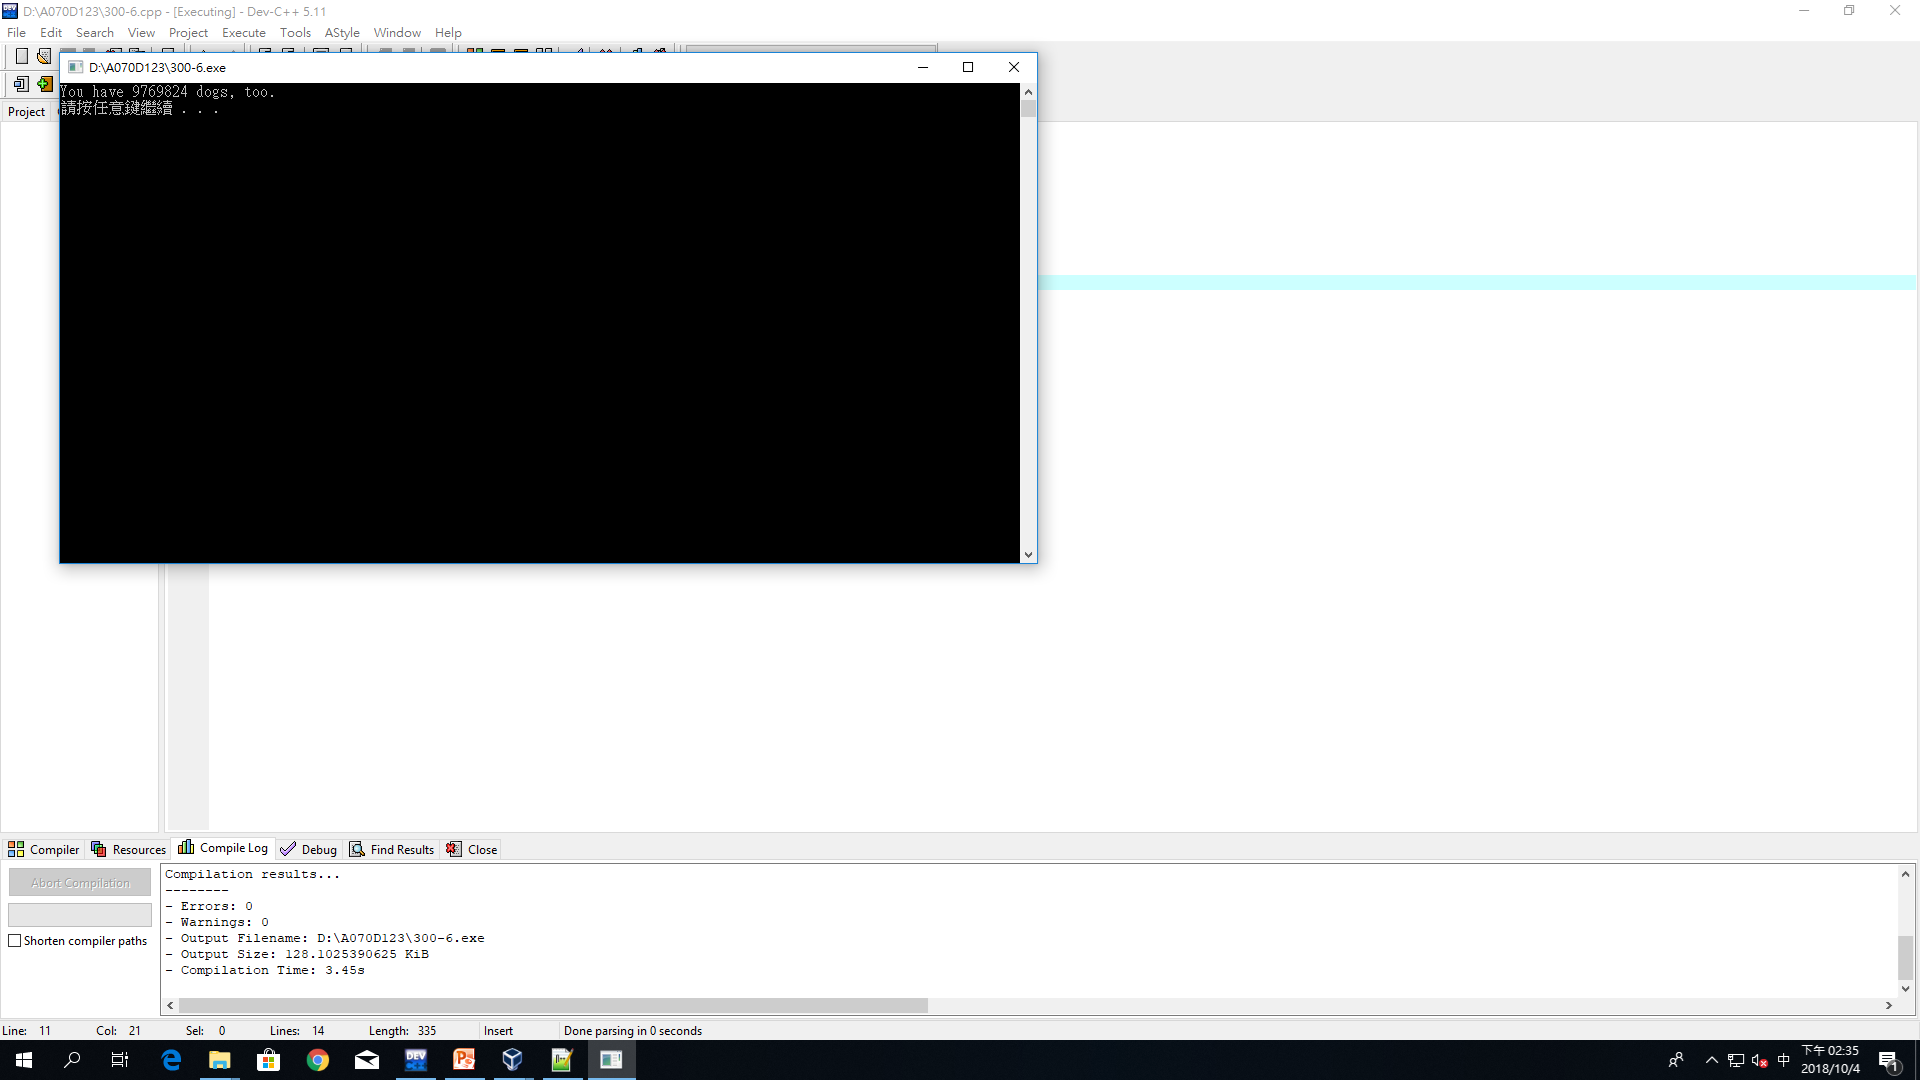 D:\A070D123\300-6.cpp - [Executing] - Dev-C++ 5.11
File Edit Search View Project Execute Tools AStyle Window Help
D:\A070D123\300-6.exe
You have 9769824 dogs, too.
請按任意鍵繼續 . . .
Project
Compiler Resources Compile Log Debug Find Results Close
Abort Compilation
Shorten compiler paths
Compilation results...
--------
- Errors: 0
- Warnings: 0
- Output Filename: D:\A070D123\300-6.exe
- Output Size: 128.1025390625 KiB
- Compilation Time: 3.45s
Line: 11 Col: 21 Sel: 0 Lines: 14 Length: 335 Insert Done parsing in 0 seconds
DEV
中
下午 02:35
2018/10/4
1